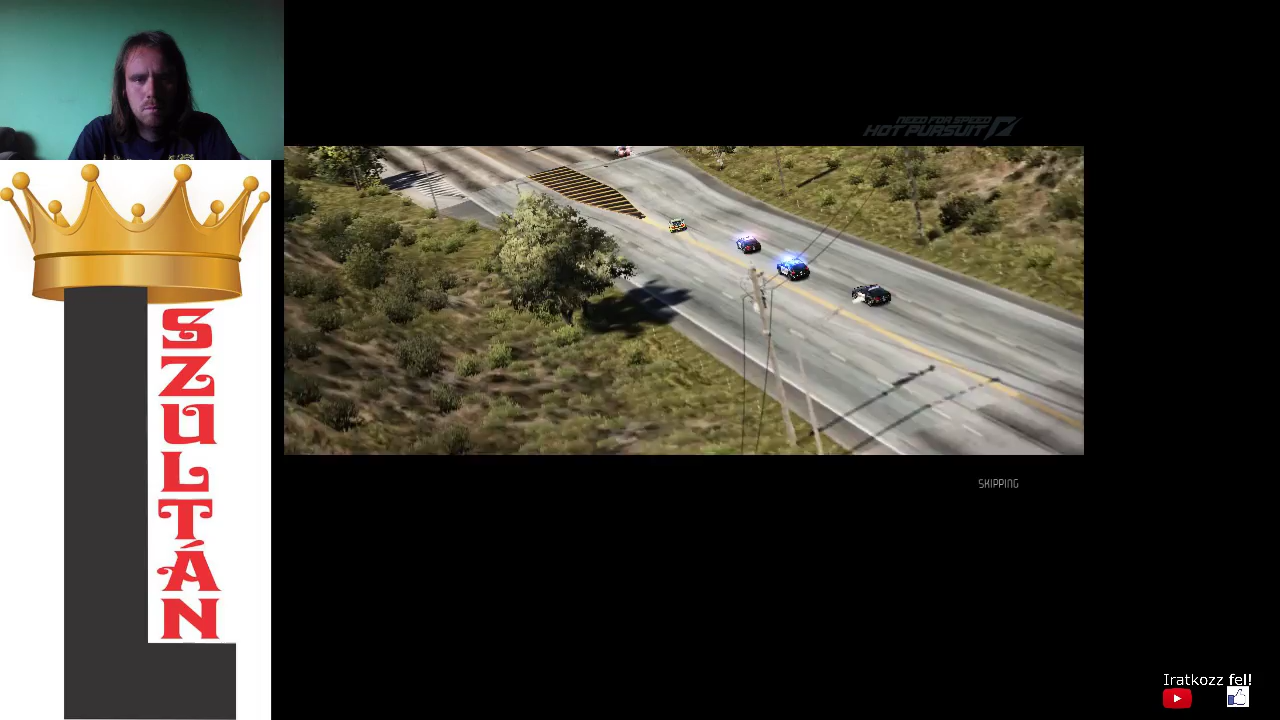 NEED FOR SPEED
HOT PURSUIT
L
SZULTÁN
SKIPPING
Iratkozz fel!